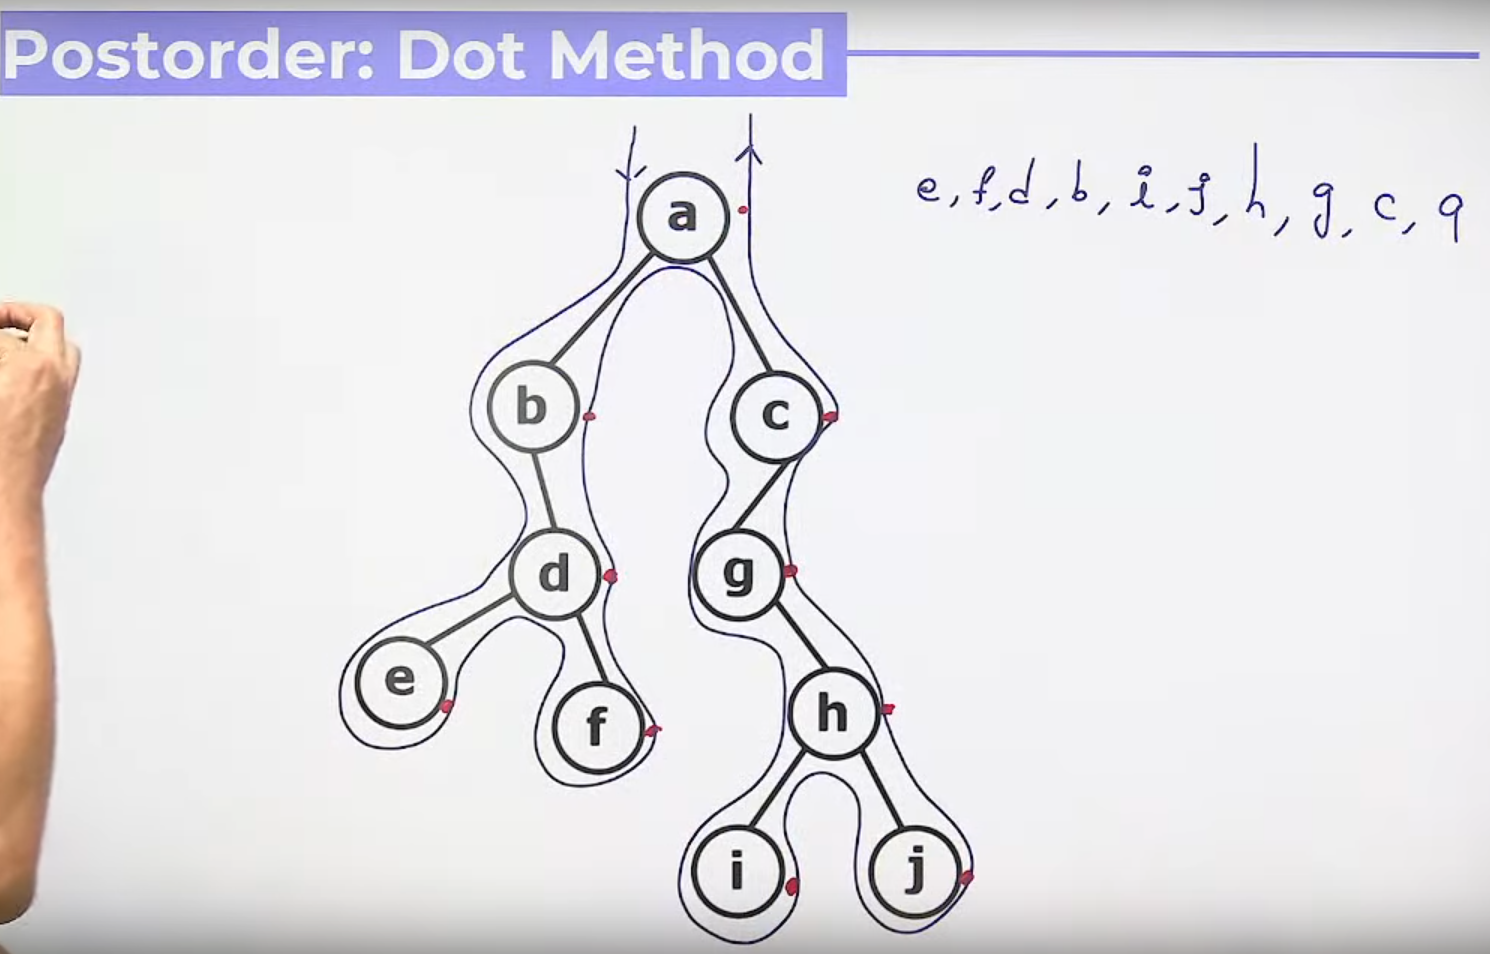 Postorder: Dot Method
e, f, d, b, i, j, h, g, c, a
a
b
c
d
g
e
f
h
i
j